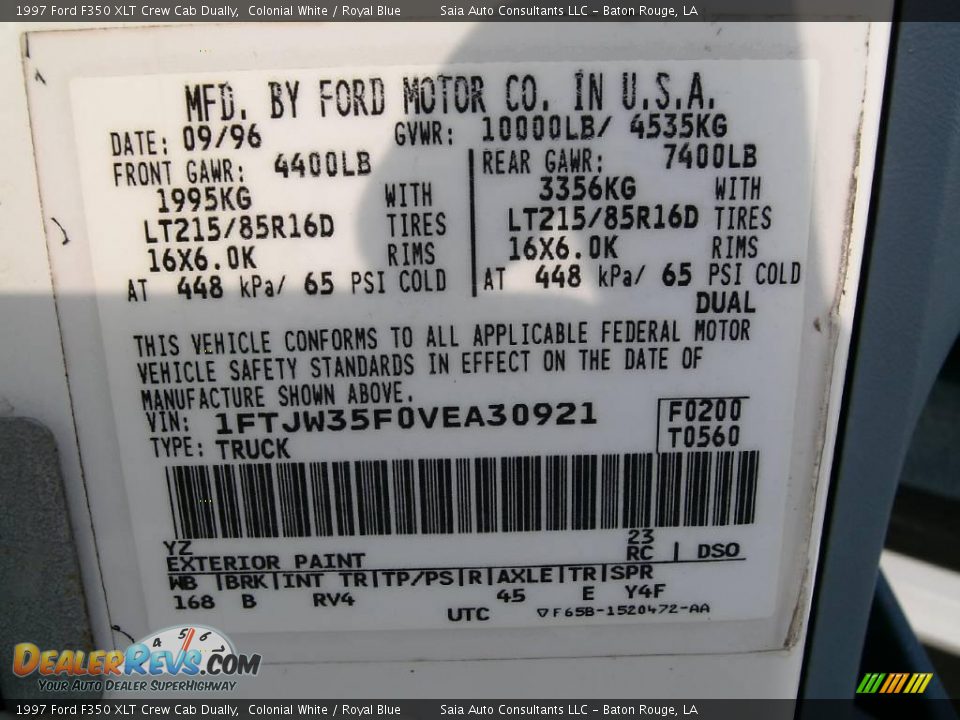 1997 Ford F350 XLT Crew Cab Dually, Colonial White / Royal Blue Saia Auto Consultants LLC - Baton Rouge, LA
MFD. BY FORD MOTOR CO. IN U.S.A.
DATE: 09/96 GVWR: 10000LB/ 4535KG
FRONT GAWR: 4400LB REAR GAWR: 7400LB
1995KG WITH 3356KG WITH
LT215/85R16D TIRES LT215/85R16D TIRES
16X6.0K RIMS 16X6.0K RIMS
AT 448 kPa/ 65 PSI COLD AT 448 kPa/ 65 PSI COLD
DUAL
THIS VEHICLE CONFORMS TO ALL APPLICABLE FEDERAL MOTOR
VEHICLE SAFETY STANDARDS IN EFFECT ON THE DATE OF
MANUFACTURE SHOWN ABOVE.
VIN: 1FTJW35F0VEA30921 F0200
TYPE: TRUCK T0560
YZ 23
EXTERIOR PAINT RC | DSO
WB |BRK|INT TR|TP/PS|R|AXLE|TR|SPR
168 B RV4 45 E Y4F
UTC ▽F65B-1520472-AA
4 5 6
DEALERREVS.COM
YOUR AUTO DEALER SUPERHIGHWAY
1997 Ford F350 XLT Crew Cab Dually, Colonial White / Royal Blue Saia Auto Consultants LLC - Baton Rouge, LA